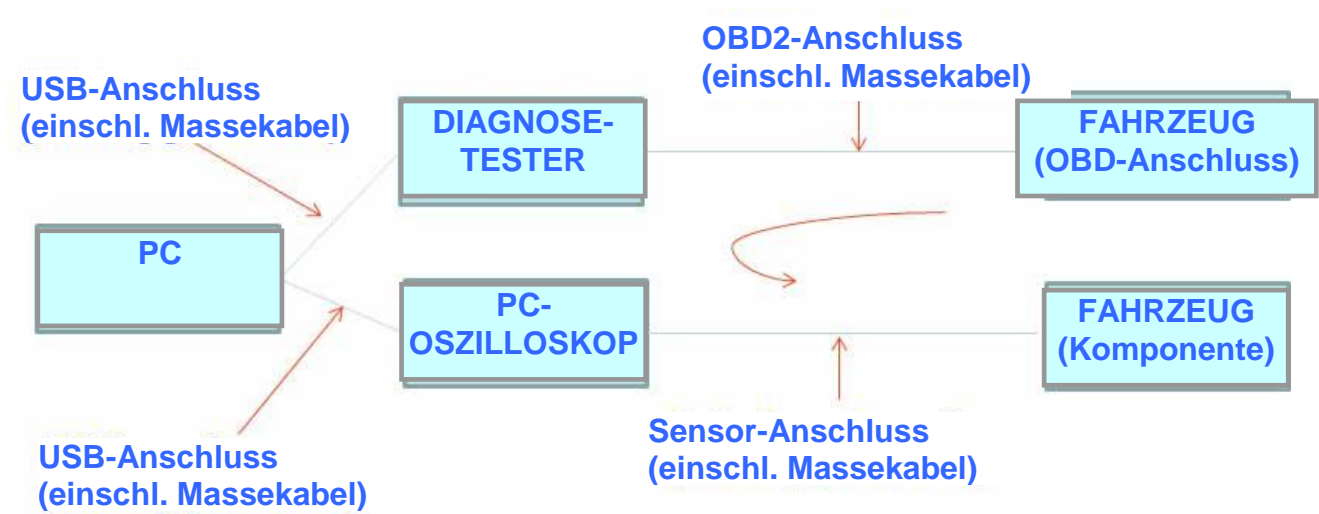 OBD2-Anschluss
(einschl. Massekabel)
USB-Anschluss
(einschl. Massekabel)
DIAGNOSE-
TESTER
FAHRZEUG
(OBD-Anschluss)
PC
PC-
OSZILLOSKOP
FAHRZEUG
(Komponente)
Sensor-Anschluss
(einschl. Massekabel)
USB-Anschluss
(einschl. Massekabel)